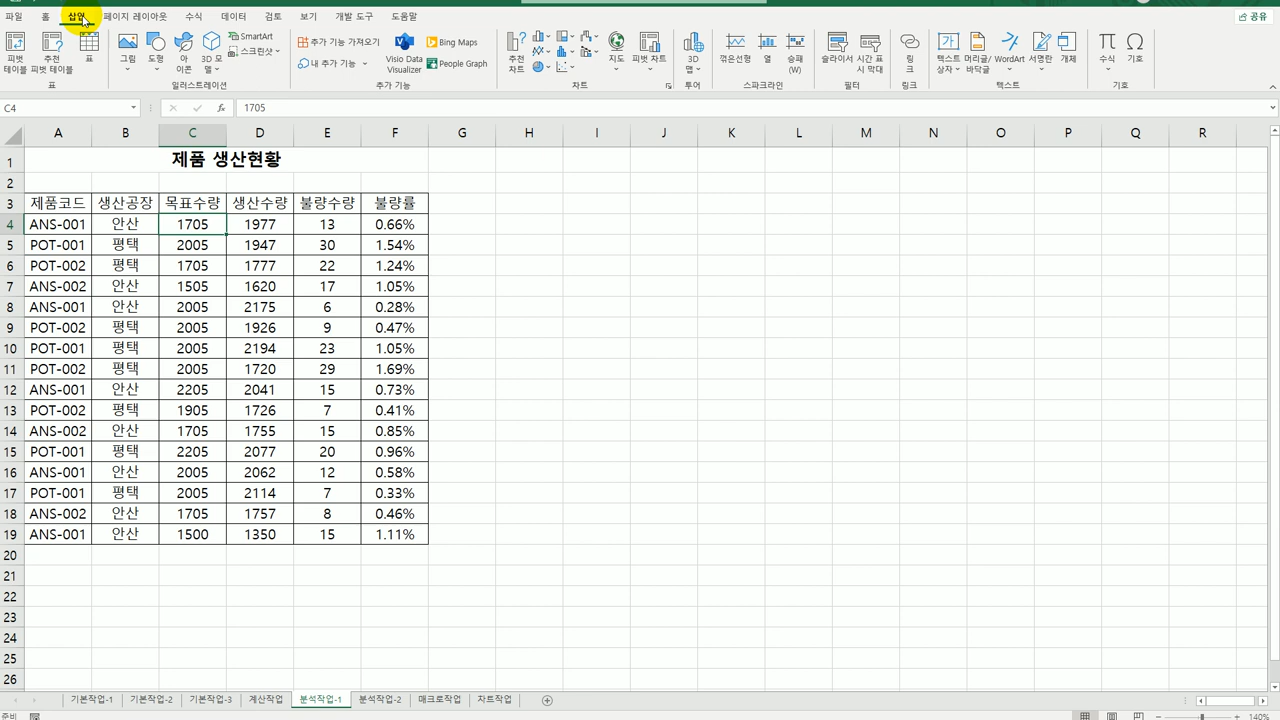 파일 홈 삽입 페이지 레이아웃 수식 데이터 검토 보기 개발 도구 도움말 공유
피벗 테이블 추천 피벗 테이블 표 그림 도형 아이콘 3D 모델 SmartArt 스크린샷 추가 기능 가져오기 내 추가 기능 Visio Data Visualizer Bing Maps People Graph 추천 차트 지도 피벗 차트 3D 맵 꺾은선형 열 승패 (W) 슬라이서 시간 표시 막대 링크 텍스트 상자 머리글/바닥글 WordArt 서명란 개체 수식 기호
표 일러스트레이션 추가 기능 차트 투어 스파크라인 필터 링크 텍스트 기호
C4 fx 1705
A B C D E F G H I J K L M N O P Q R
1 제품 생산현황
2
3 제품코드 생산공장 목표수량 생산수량 불량수량 불량률
4 ANS-001 안산 1705 1977 13 0.66%
5 POT-001 평택 2005 1947 30 1.54%
6 POT-002 평택 1705 1777 22 1.24%
7 ANS-002 안산 1505 1620 17 1.05%
8 ANS-001 안산 2005 2175 6 0.28%
9 POT-002 평택 2005 1926 9 0.47%
10 POT-001 평택 2005 2194 23 1.05%
11 POT-002 평택 2005 1720 29 1.69%
12 ANS-001 안산 2205 2041 15 0.73%
13 POT-002 평택 1905 1726 7 0.41%
14 ANS-002 안산 1705 1755 15 0.85%
15 POT-001 평택 2205 2077 20 0.96%
16 ANS-001 안산 2005 2062 12 0.58%
17 POT-001 평택 2005 2114 7 0.33%
18 ANS-002 안산 1705 1757 8 0.46%
19 ANS-001 안산 1500 1350 15 1.11%
20
21
22
23
24
25
26
기본작업-1 기본작업-2 기본작업-3 계산작업 분석작업-1 분석작업-2 매크로작업 차트작업
준비 140%